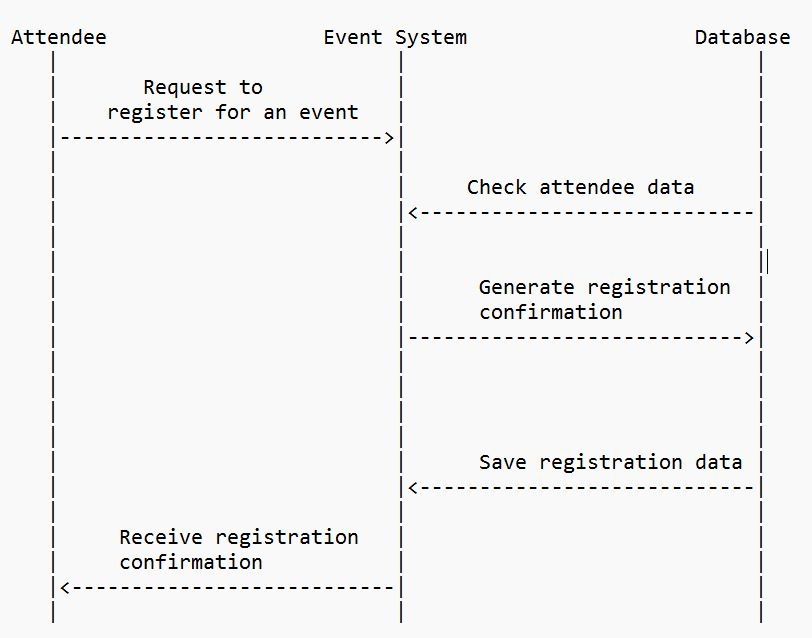 Attendee Event System Database
Request to
register for an event
Check attendee data
Generate registration
confirmation
Save registration data
Receive registration
confirmation